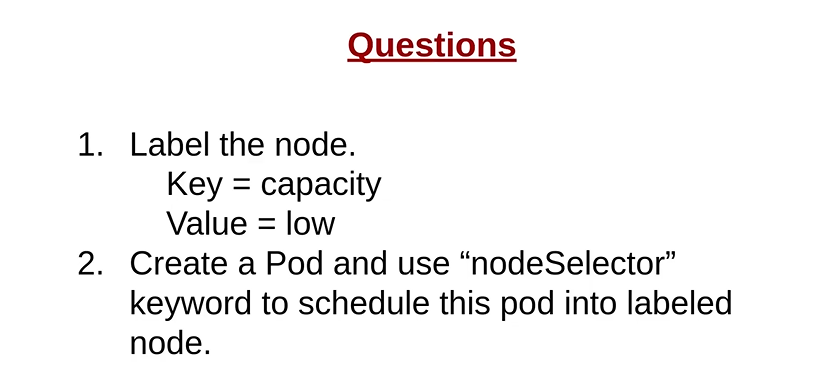 Questions
1. Label the node.
Key = capacity
Value = low
2. Create a Pod and use “nodeSelector”
keyword to schedule this pod into labeled
node.